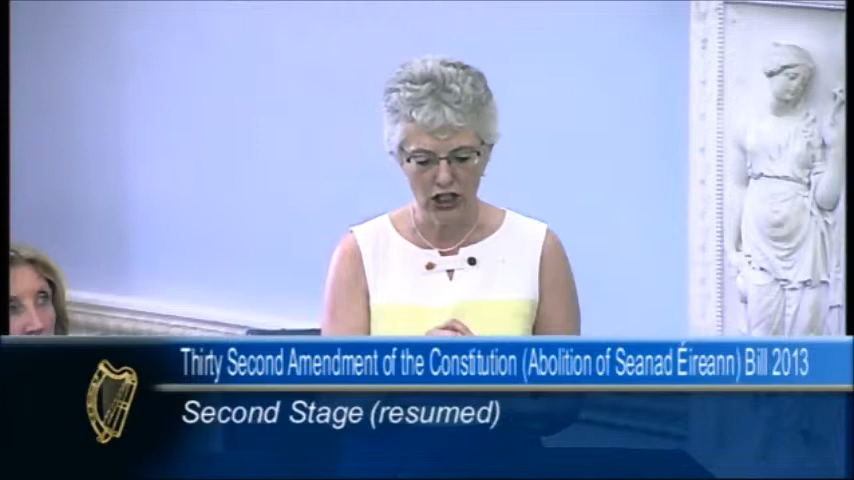 Thirty Second Amendment of the Constitution (Abolition of Seanad Éireann) Bill 2013
Second Stage (resumed)